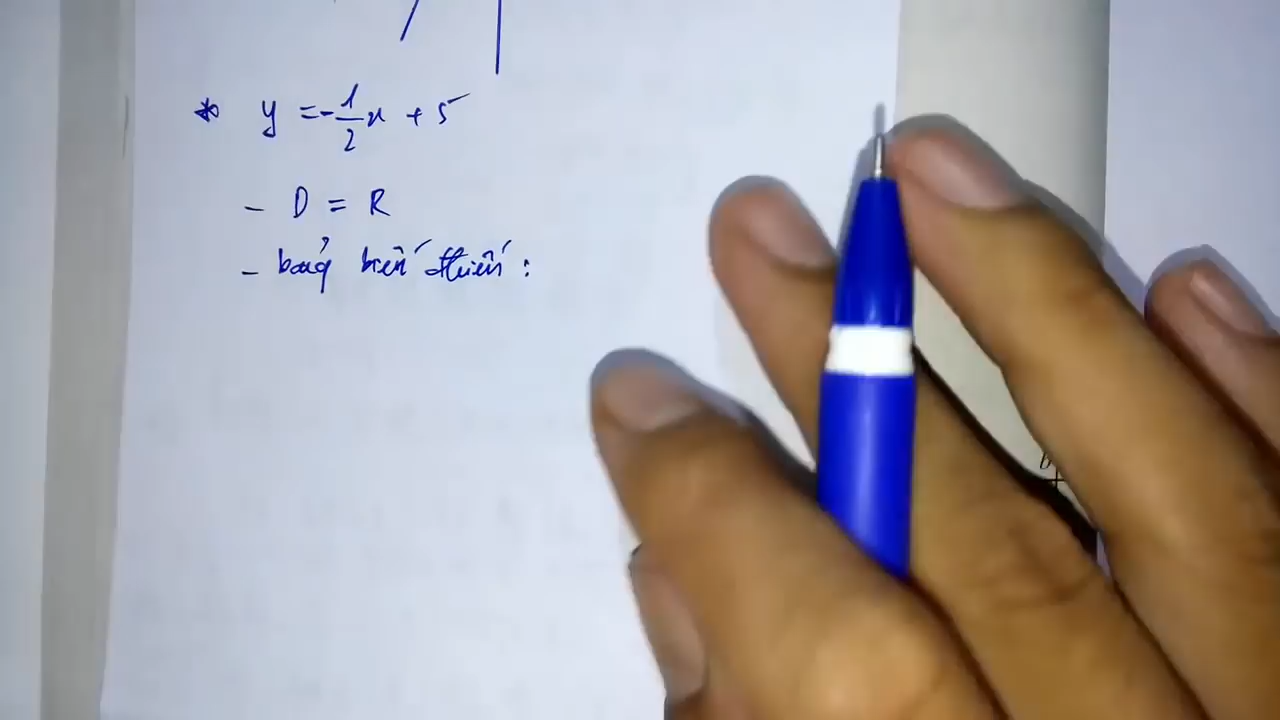 * y = -1/2 x + 5
- D = R
- bảng biến thiên :